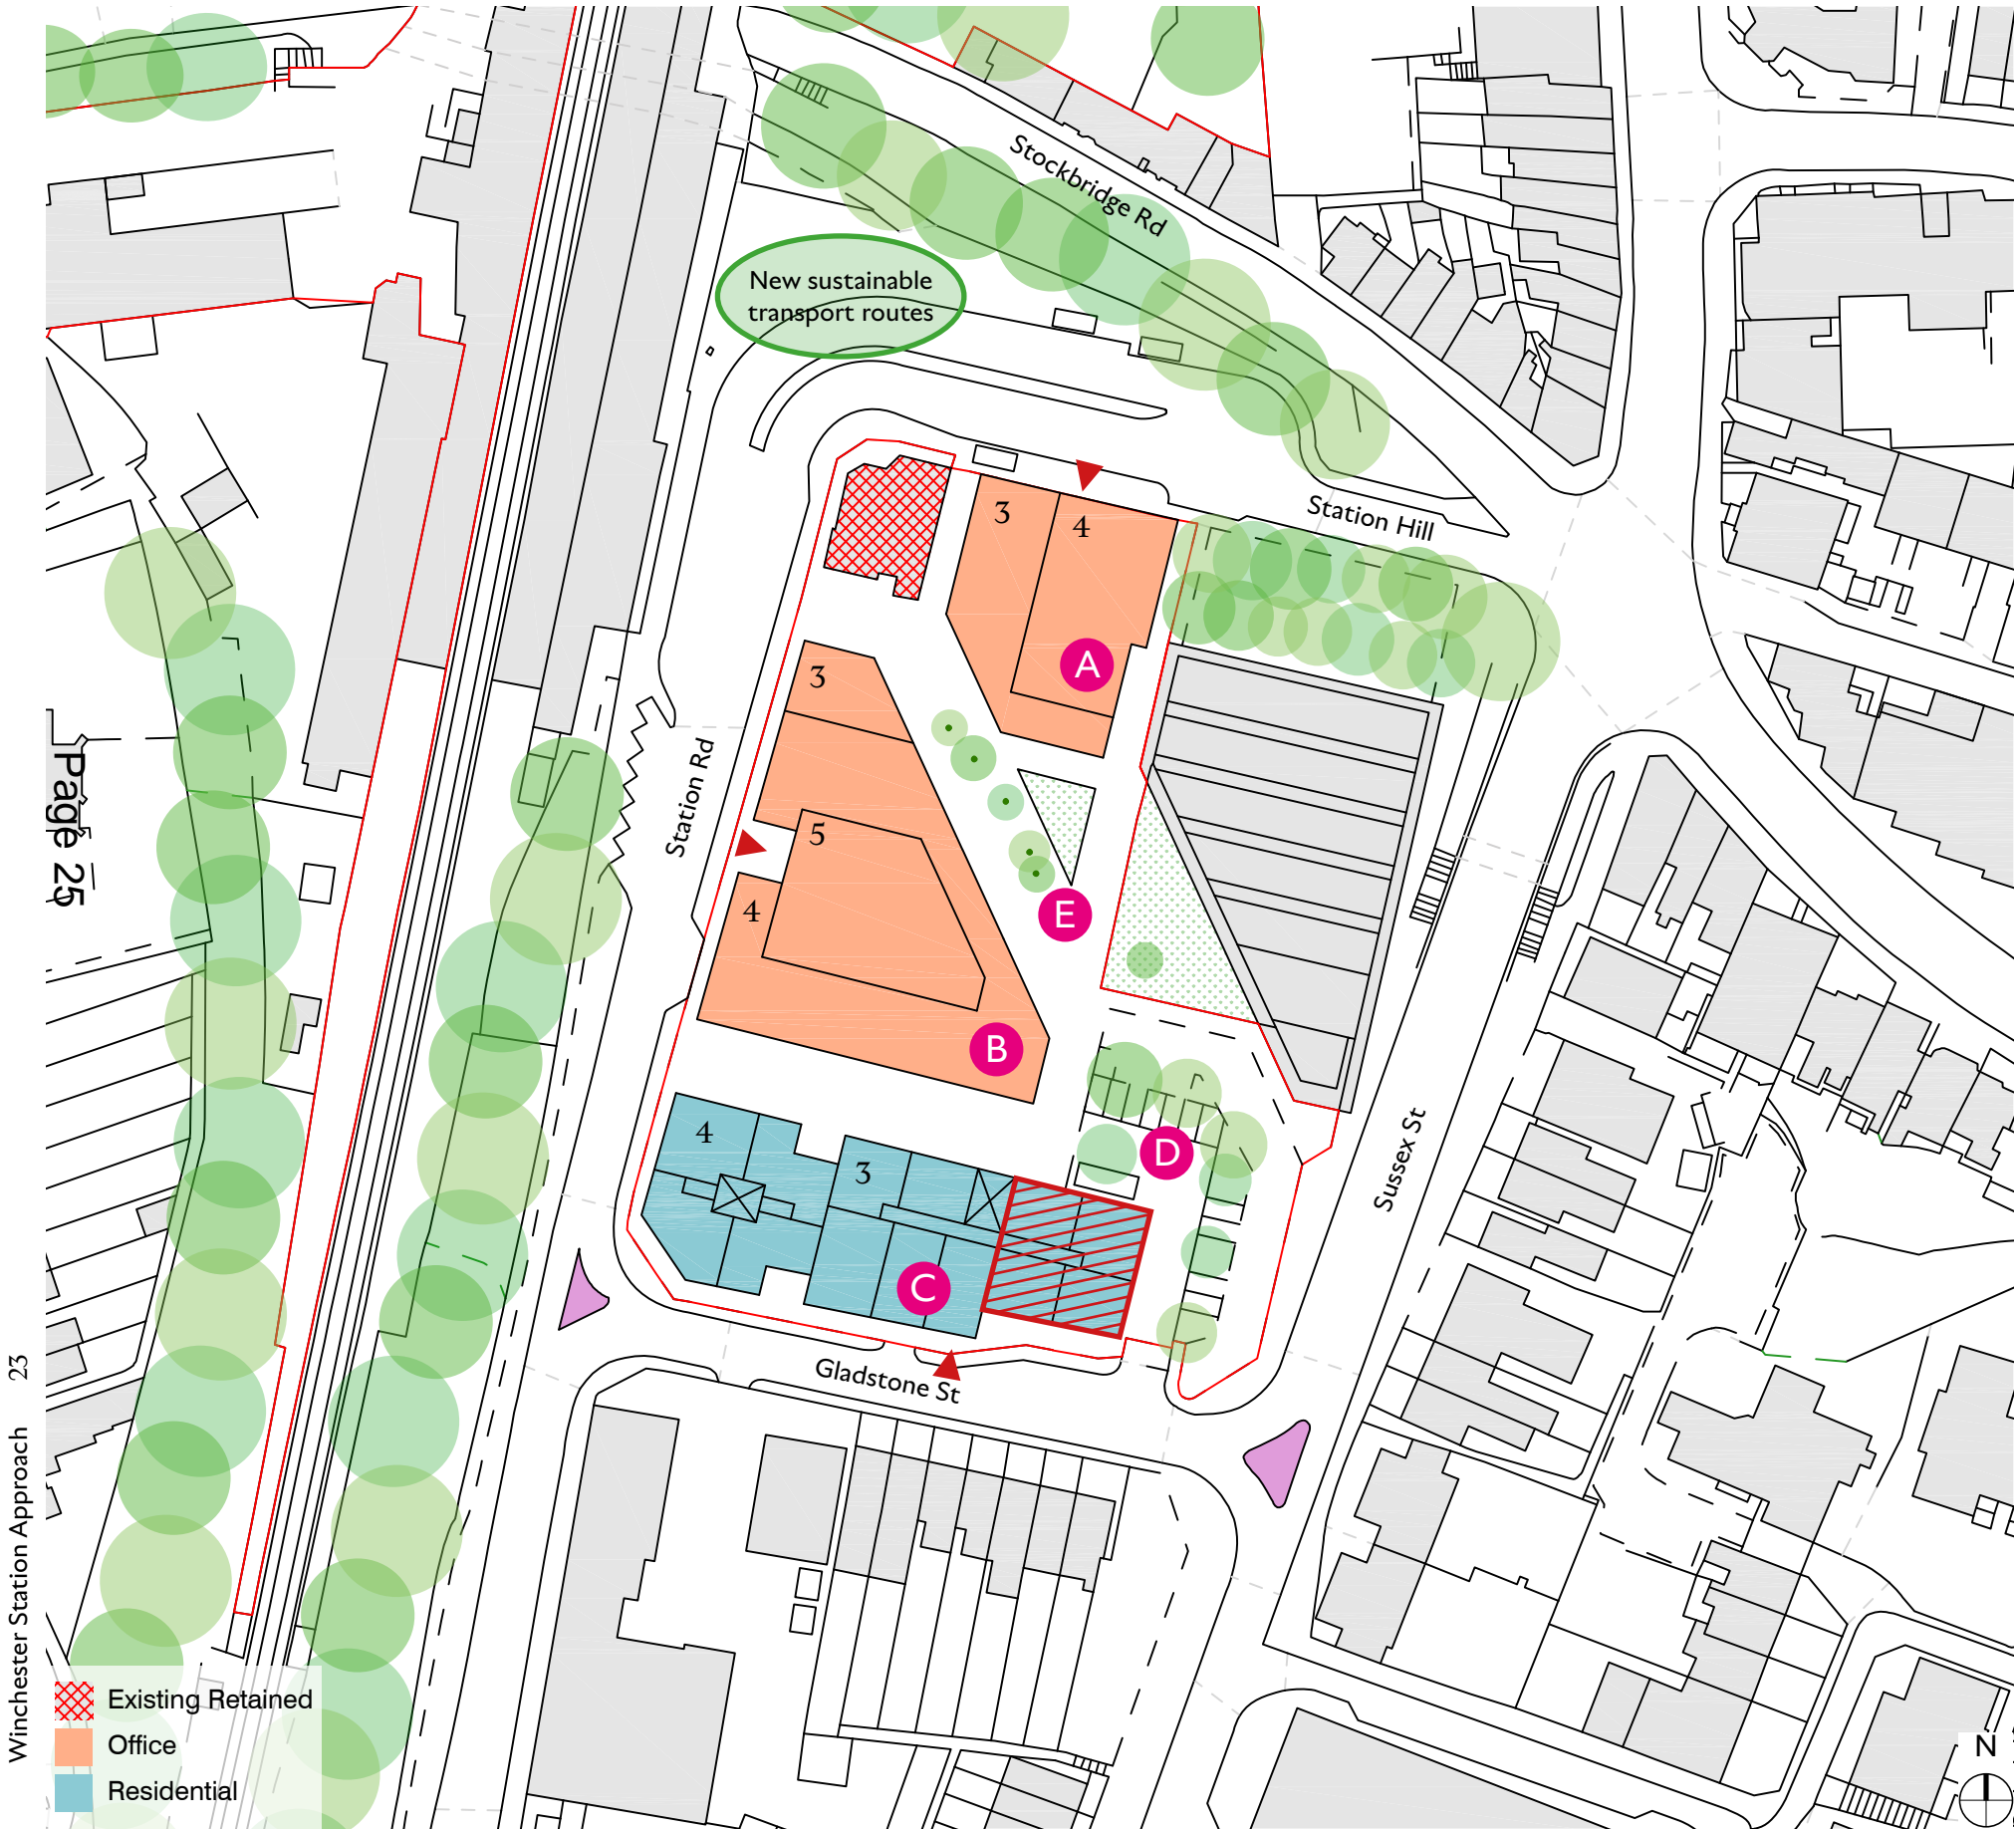 Stockbridge Rd
New sustainable
transport routes
Station Hill
3
4
A
3
Station Rd
5
4
E
B
Page 25
D
4
3
C
Sussex St
Gladstone St
Winchester Station Approach 23
Existing Retained
Office
Residential
N